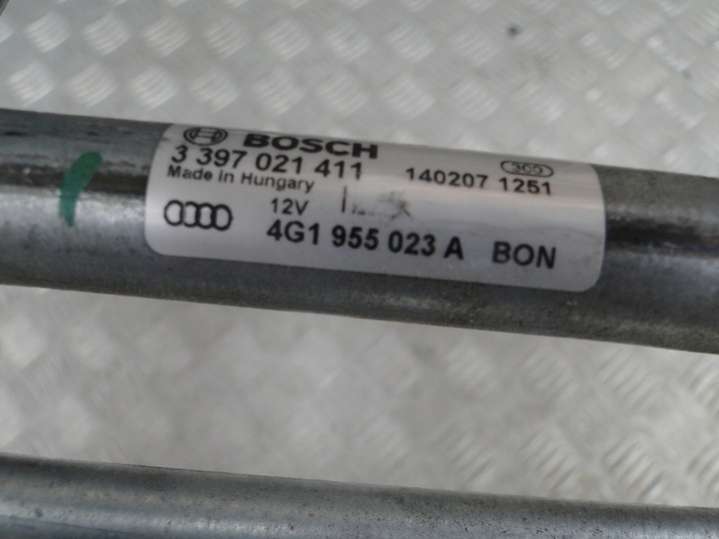 BOSCH
3 397 021 411
Made in Hungary
140207 1251
12V
4G1 955 023 A BON